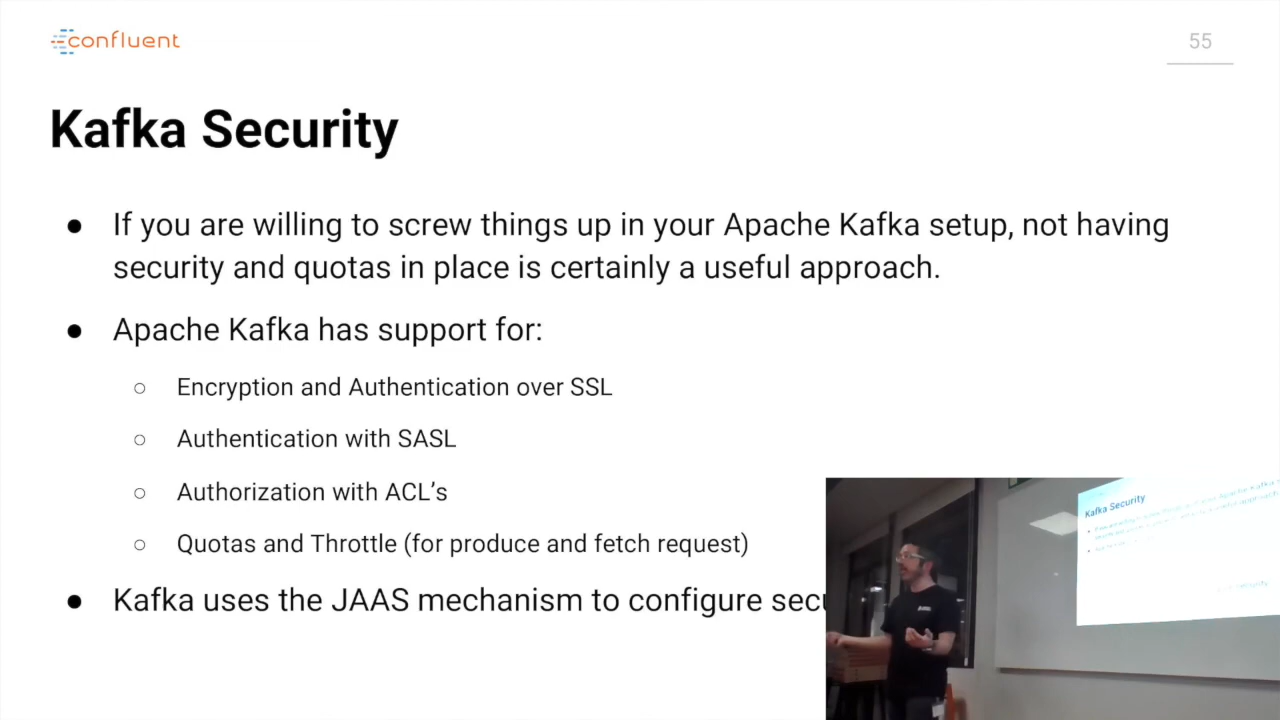 confluent
55
Kafka Security
● If you are willing to screw things up in your Apache Kafka setup, not having
security and quotas in place is certainly a useful approach.
● Apache Kafka has support for:
○ Encryption and Authentication over SSL
○ Authentication with SASL
○ Authorization with ACL's
○ Quotas and Throttle (for produce and fetch request)
● Kafka uses the JAAS mechanism to configure
Kafka Security